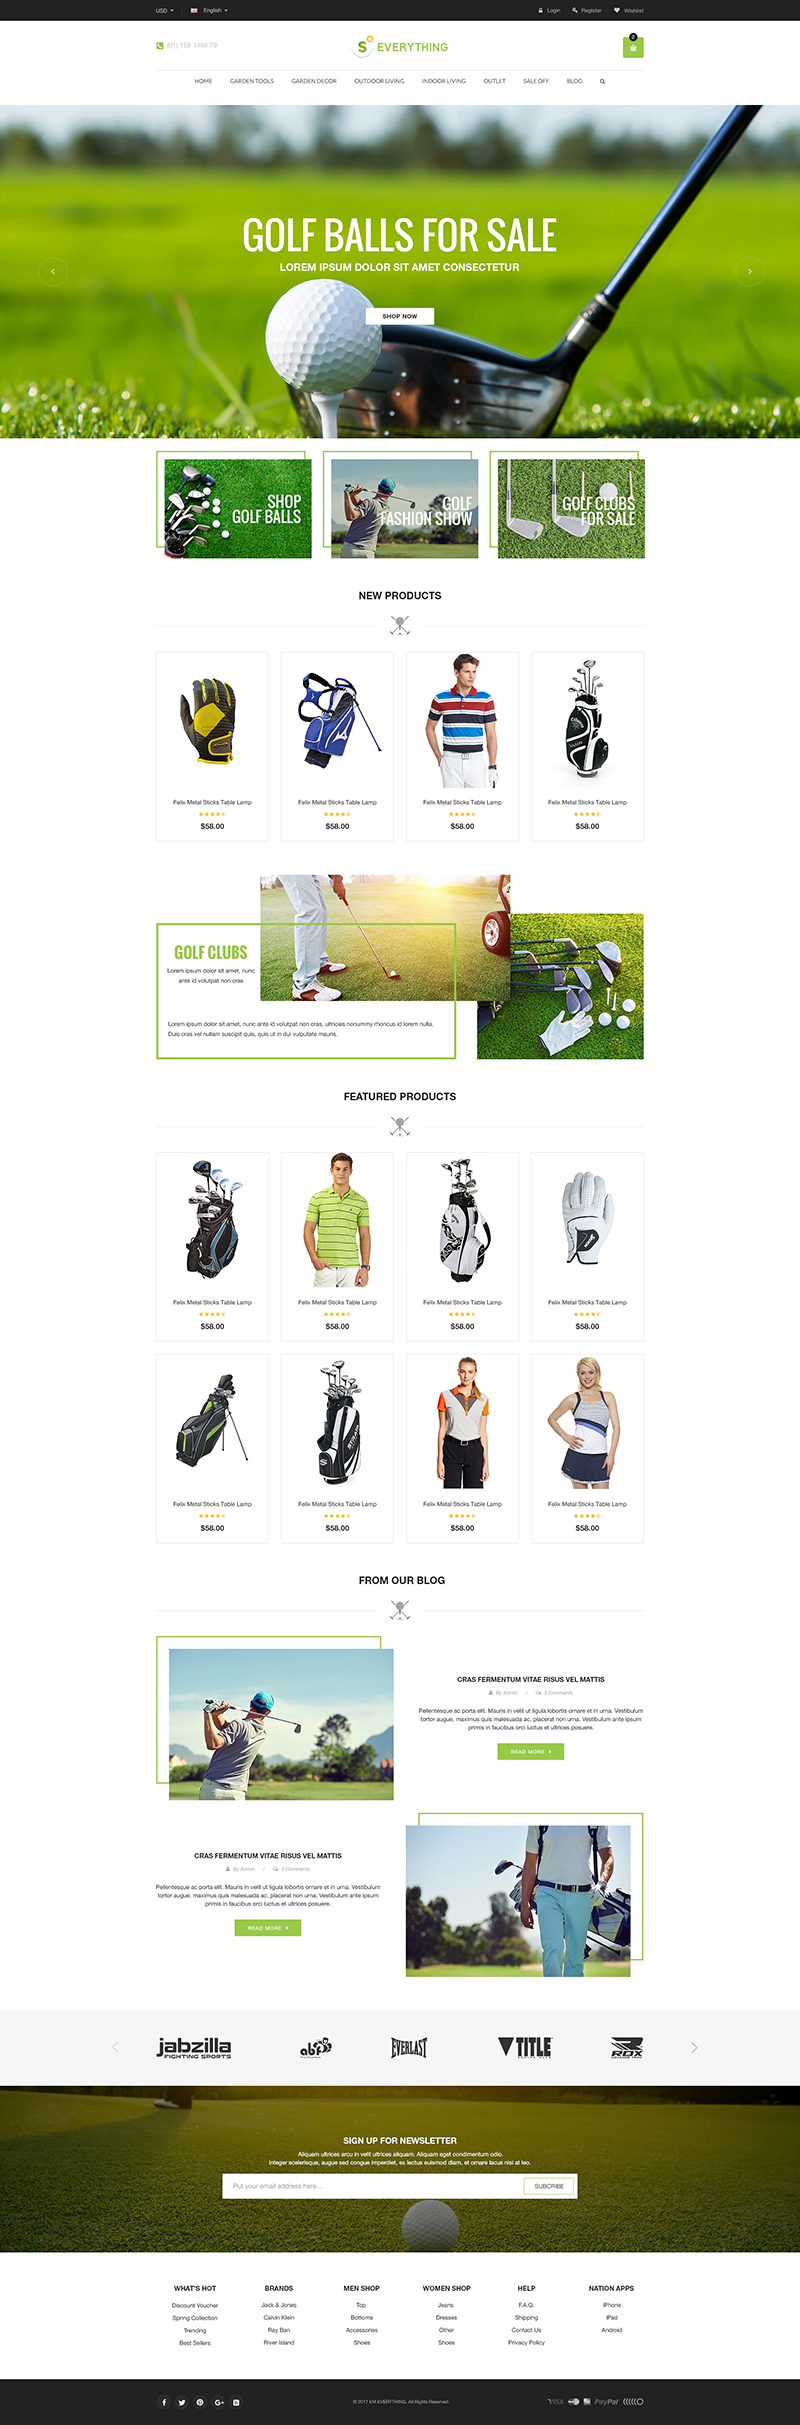 USD English Login Register Wishlist
(01) 158 1468 79
S EVERYTHING
2
HOME GARDEN TOOLS GARDEN DECOR OUTDOOR LIVING INDOOR LIVING OUTLET SALE OFF BLOG
GOLF BALLS FOR SALE
LOREM IPSUM DOLOR SIT AMET CONSECTETUR
SHOP NOW
SHOP
GOLF BALLS
GOLF
FASHION SHOW
GOLF CLUBS
FOR SALE
NEW PRODUCTS
Felix Metal Sticks Table Lamp Felix Metal Sticks Table Lamp Felix Metal Sticks Table Lamp Felix Metal Sticks Table Lamp
$58.00 $58.00 $58.00 $58.00
GOLF CLUBS
Lorem ipsum dolor sit amet, nunc
ante id volutpat non cras
Lorem ipsum dolor sit amet, nunc ante id volutpat non cras, ultricies nonummy rhoncus id lorem nulla.
Duis cras vel nullam suscipit quis, quis ut in dui vulputate mauris.
FEATURED PRODUCTS
Felix Metal Sticks Table Lamp Felix Metal Sticks Table Lamp Felix Metal Sticks Table Lamp Felix Metal Sticks Table Lamp
$58.00 $58.00 $58.00 $58.00
Felix Metal Sticks Table Lamp Felix Metal Sticks Table Lamp Felix Metal Sticks Table Lamp Felix Metal Sticks Table Lamp
$58.00 $58.00 $58.00 $58.00
FROM OUR BLOG
CRAS FERMENTUM VITAE RISUS VEL MATTIS
By Admin / 3 Comments
Pellentesque ac porta elit. Mauris in velit ut ligula lobortis ornare et in urna. Vestibulum
tortor augue, maximus quis malesuada ac, placerat non urna. Vestibulum ante ipsum
primis in faucibus orci luctus et ultrices posuere.
READ MORE
CRAS FERMENTUM VITAE RISUS VEL MATTIS
By Admin / 3 Comments
Pellentesque ac porta elit. Mauris in velit ut ligula lobortis ornare et in urna. Vestibulum
tortor augue, maximus quis malesuada ac, placerat non urna. Vestibulum ante ipsum
primis in faucibus orci luctus et ultrices posuere.
READ MORE
jabzilla abf EVERLAST TITLE RDX
FIGHTING SPORTS
SIGN UP FOR NEWSLETTER
Aliquam ultrices arcu in velit ultrices aliquam. Aliquam eget condimentum odio.
Integer scelerisque, augue sed congue imperdiet, ex lectus euismod diam, et ornare lacus nisi at leo.
Put your email address here... SUBCRIBE
WHAT'S HOT BRANDS MEN SHOP WOMEN SHOP HELP NATION APPS
Discount Voucher Jack & Jones Top Jeans F.A.Q. iPhone
Spring Collection Calvin Klein Bottoms Dresses Shipping iPad
Trending Ray Ban Accessories Other Contact Us Android
Best Sellers River Island Shoes Shoes Privacy Policy
© 2017 EM EVERYTHING. All Rights Reserved.
VISA PayPal